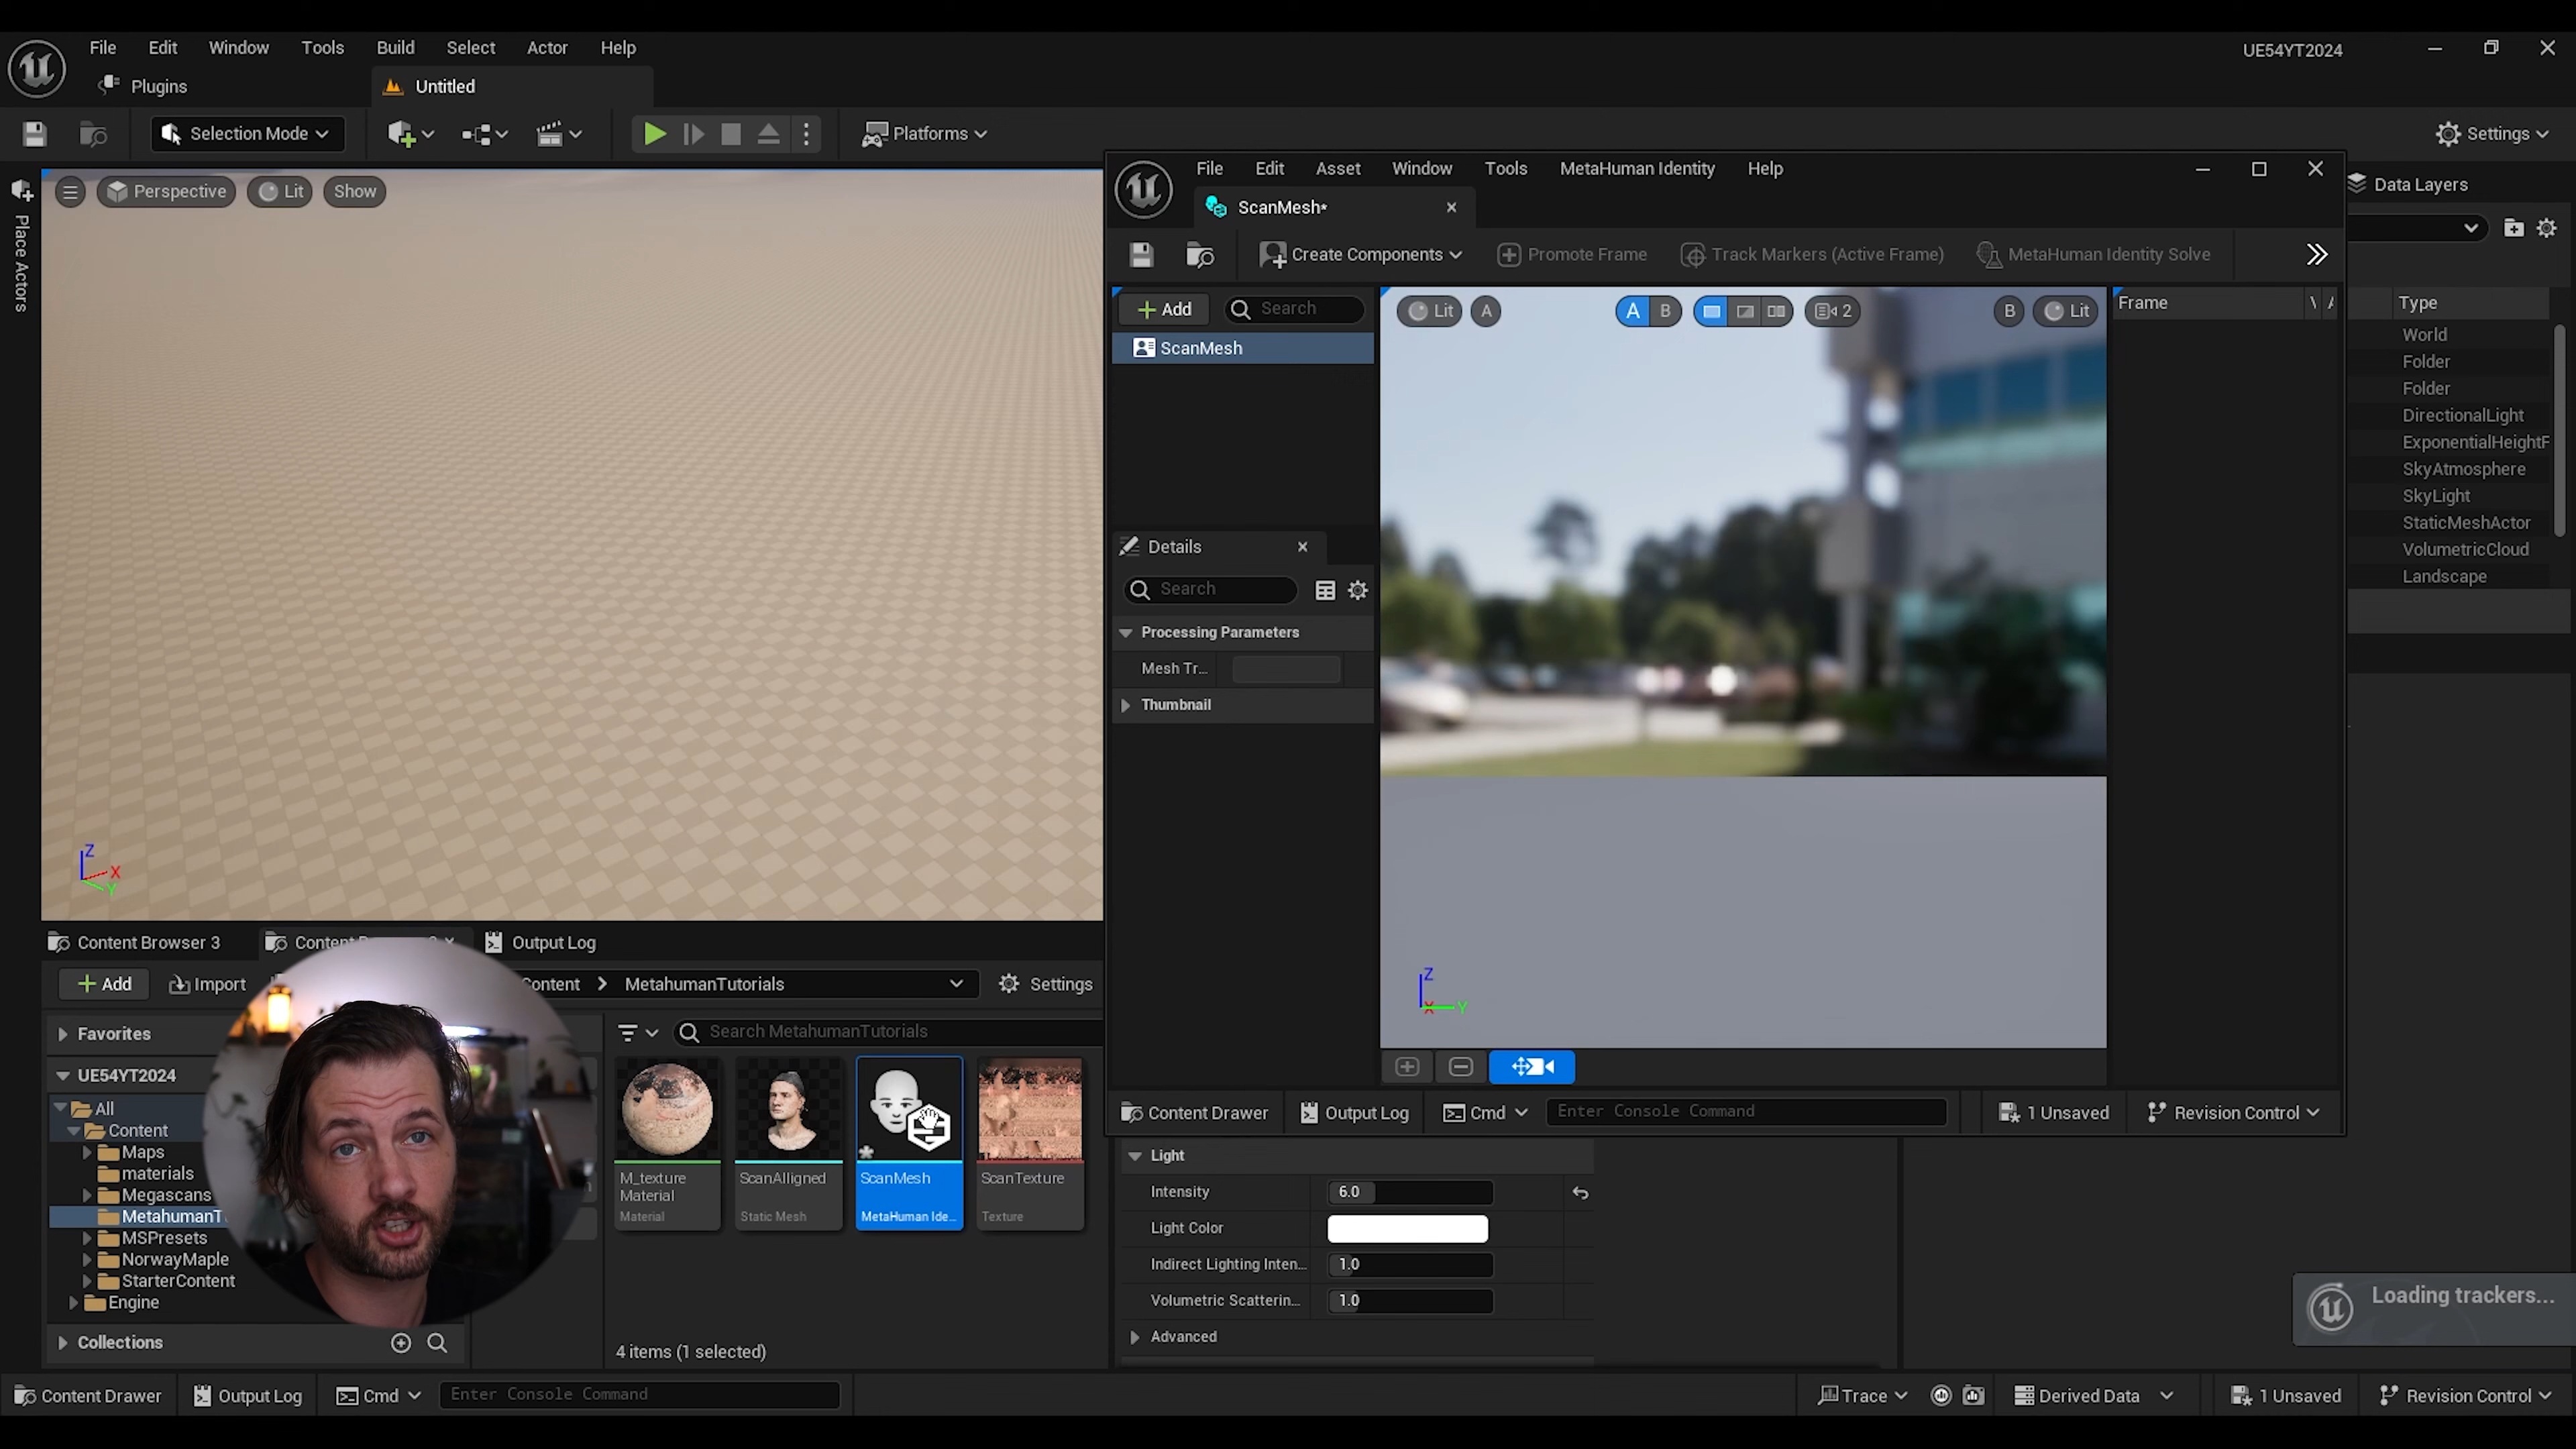 File Edit Window Tools Build Select Actor Help
UE54YT2024
Plugins
Untitled
Selection Mode
Platforms
Settings
Place Actors
Perspective
Lit
Show
File Edit Asset Window Tools MetaHuman Identity Help
ScanMesh*
Create Components
Promote Frame
Track Markers (Active Frame)
MetaHuman Identity Solve
Add
Search
ScanMesh
Details
Search
Processing Parameters
Mesh Tr...
Thumbnail
Lit
A
A B
2
B
Lit
Z
X Y
Frame
Content Drawer
Output Log
Cmd
Enter Console Command
1 Unsaved
Revision Control
Data Layers
Type
World
Folder
Folder
DirectionalLight
ExponentialHeightF
SkyAtmosphere
SkyLight
StaticMeshActor
VolumetricCloud
Landscape
Z
X
Y
Content Browser 3
Output Log
Add
Import
MetahumanTutorials
Settings
Favorites
UE54YT2024
All
Content
Maps
materials
Megascans
MetahumanT
MSPresets
NorwayMaple
StarterContent
Engine
Collections
Search MetahumanTutorials
M_texture
Material
Material
ScanAlligned
Static Mesh
ScanMesh
MetaHuman Ide...
ScanTexture
Texture
4 items (1 selected)
Light
Intensity
6.0
Light Color
Indirect Lighting Inten...
1.0
Volumetric Scatterin...
1.0
Advanced
Loading trackers...
Content Drawer
Output Log
Cmd
Enter Console Command
Trace
Derived Data
1 Unsaved
Revision Control